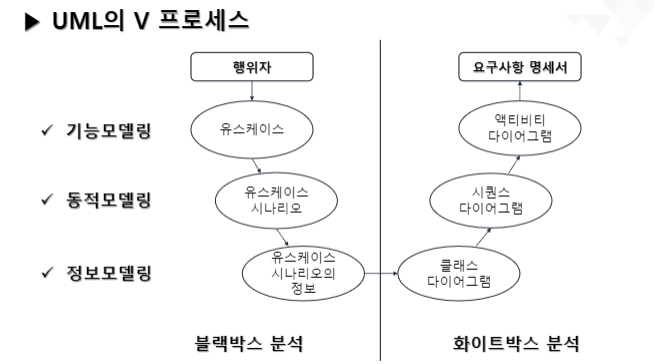 ▶ UML의 V 프로세스
행위자
요구사항 명세서
✓ 기능모델링
유스케이스
액티비티
다이어그램
✓ 동적모델링
유스케이스
시나리오
시퀀스
다이어그램
✓ 정보모델링
유스케이스
시나리오의
정보
클래스
다이어그램
블랙박스 분석
화이트박스 분석